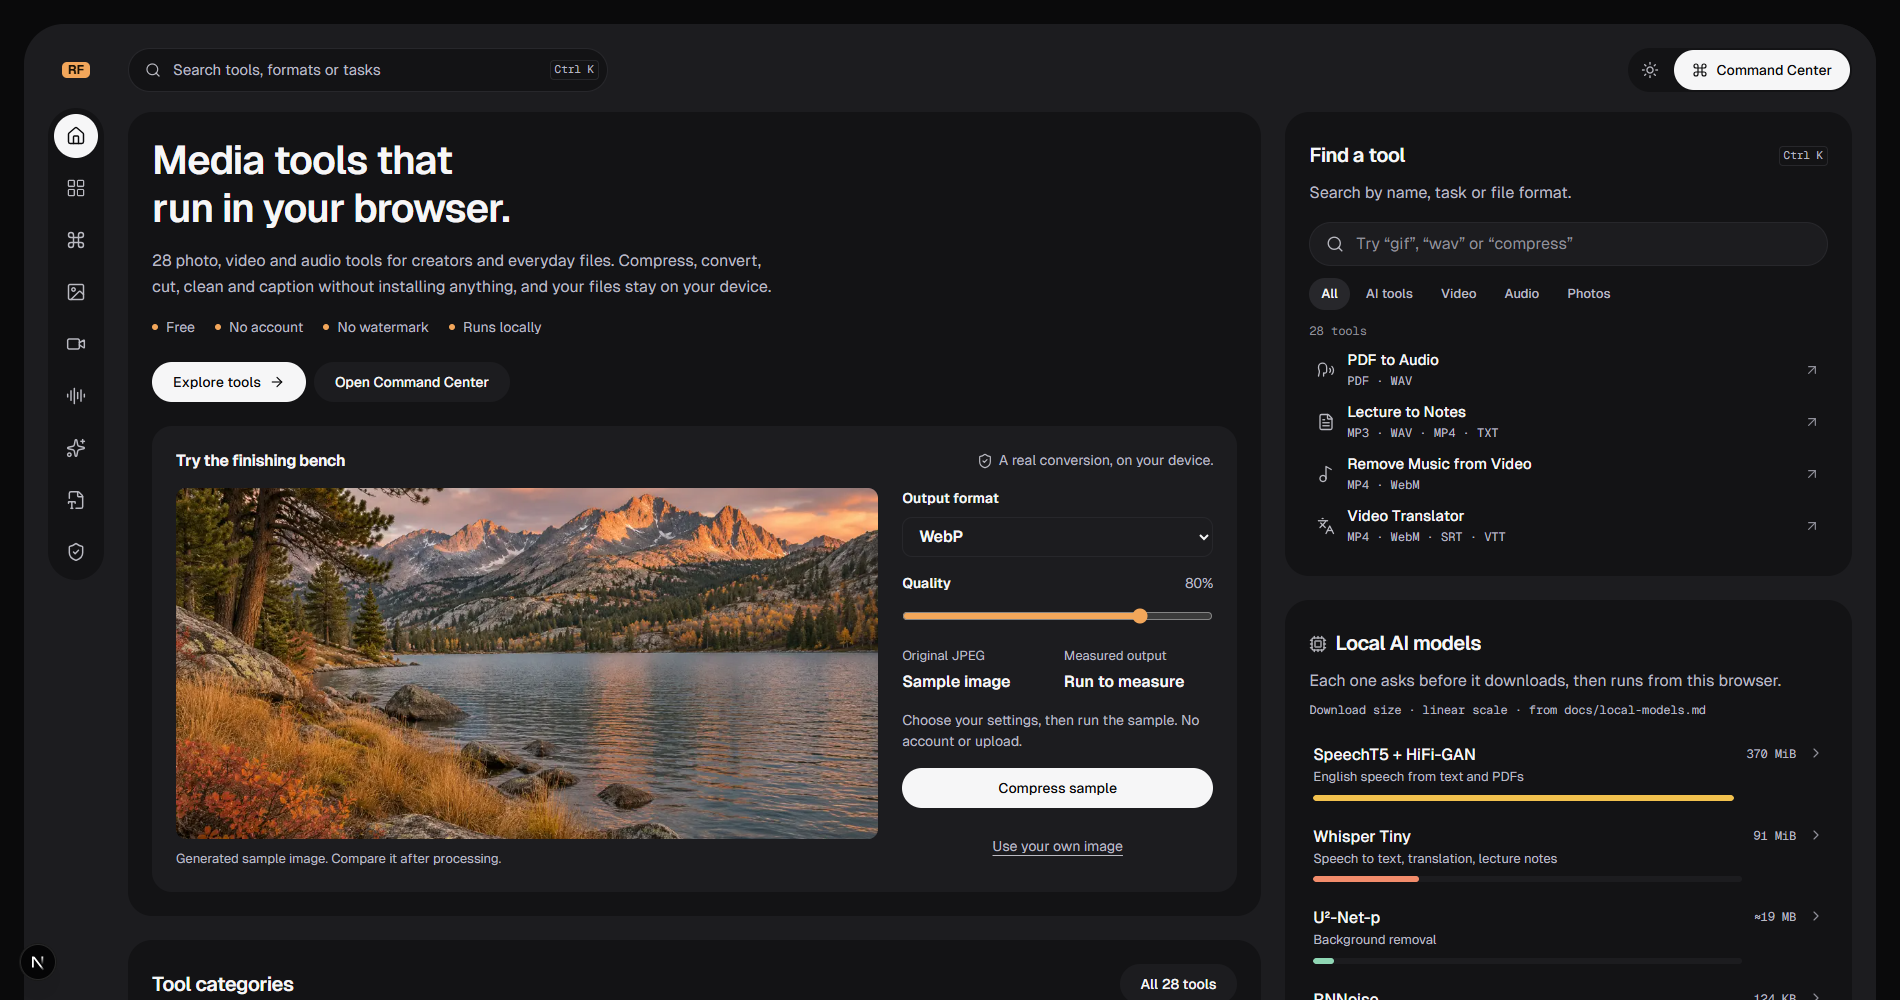 RF
Search tools, formats or tasks
Ctrl K
Command Center
Media tools that
run in your browser.
28 photo, video and audio tools for creators and everyday files. Compress, convert,
cut, clean and caption without installing anything, and your files stay on your device.
Free
No account
No watermark
Runs locally
Explore tools
Open Command Center
Try the finishing bench
A real conversion, on your device.
Output format
WebP
Quality
80%
Original JPEG
Measured output
Sample image
Run to measure
Choose your settings, then run the sample. No
account or upload.
Compress sample
Use your own image
Generated sample image. Compare it after processing.
Tool categories
All 28 tools
Find a tool
Ctrl K
Search by name, task or file format.
Try “gif”, “wav” or “compress”
All
AI tools
Video
Audio
Photos
28 tools
PDF to Audio
PDF · WAV
Lecture to Notes
MP3 · WAV · MP4 · TXT
Remove Music from Video
MP4 · WebM
Video Translator
MP4 · WebM · SRT · VTT
Local AI models
Each one asks before it downloads, then runs from this browser.
Download size · linear scale · from docs/local-models.md
SpeechT5 + HiFi-GAN
370 MiB
English speech from text and PDFs
Whisper Tiny
91 MiB
Speech to text, translation, lecture notes
U²-Net-p
≈19 MB
Background removal
RNNoise
124 KB
N